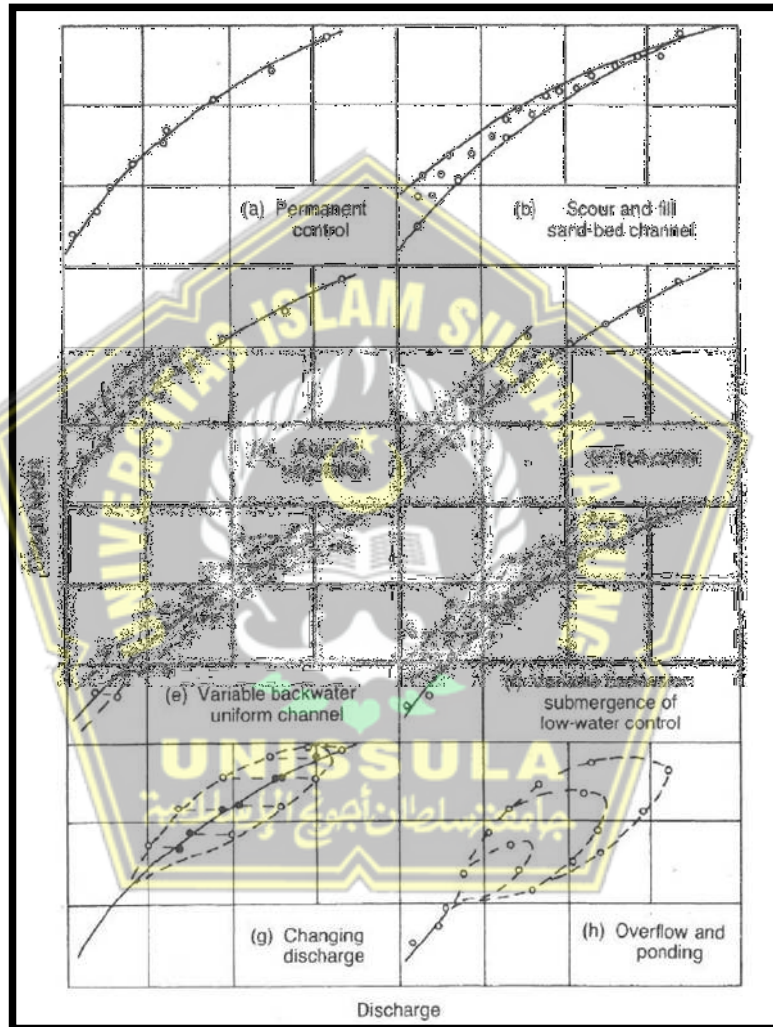 (a) Permanent
control
(b) Scour and fill
sand-bed channel
UNIVERSITAS ISLAM SULTAN AGUNG
(e) Variable backwater
uniform channel
submergence of
low-water control
UNISSULA
جامعة سلطان أجونج الإسلامية
(g) Changing
discharge
(h) Overflow and
ponding
Discharge